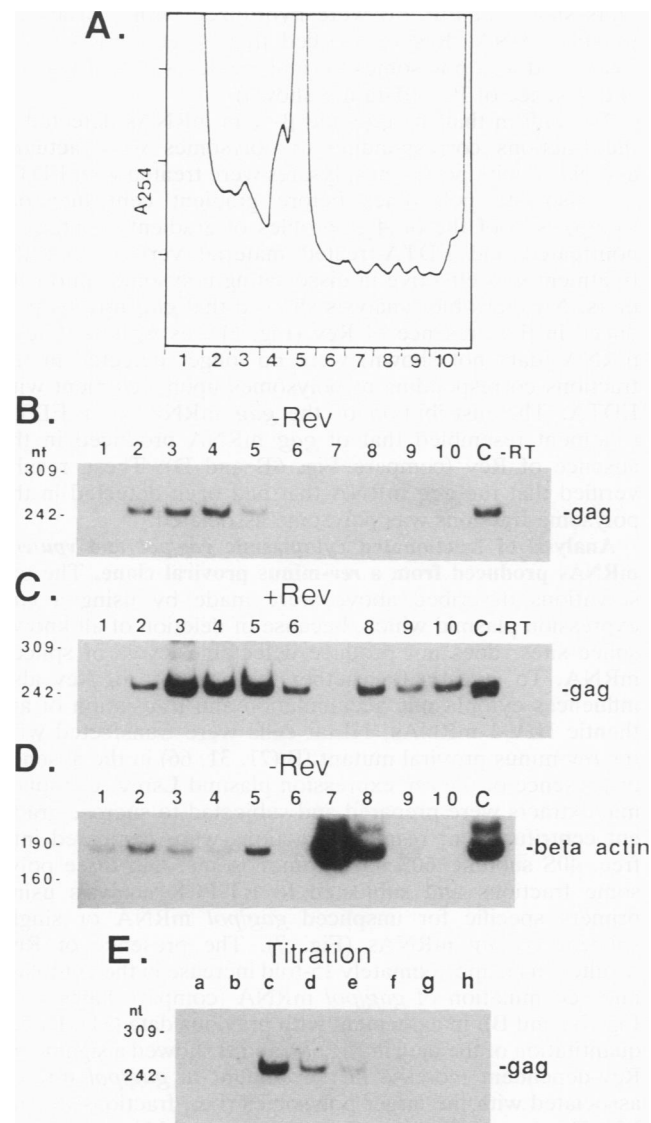 A.
A254
1 2 3 4 5 6 7 8 9 10
B.
-Rev
nt 1 2 3 4 5 6 7 8 9 10 C -RT
309-
242-
-gag
C.
+Rev
1 2 3 4 5 6 7 8 9 10 C -RT
309-
242-
-gag
D.
-Rev
1 2 3 4 5 6 7 8 9 10 C
190-
160-
-beta actin
E.
Titration
a b c d e f g h
nt
309-
242-
-gag